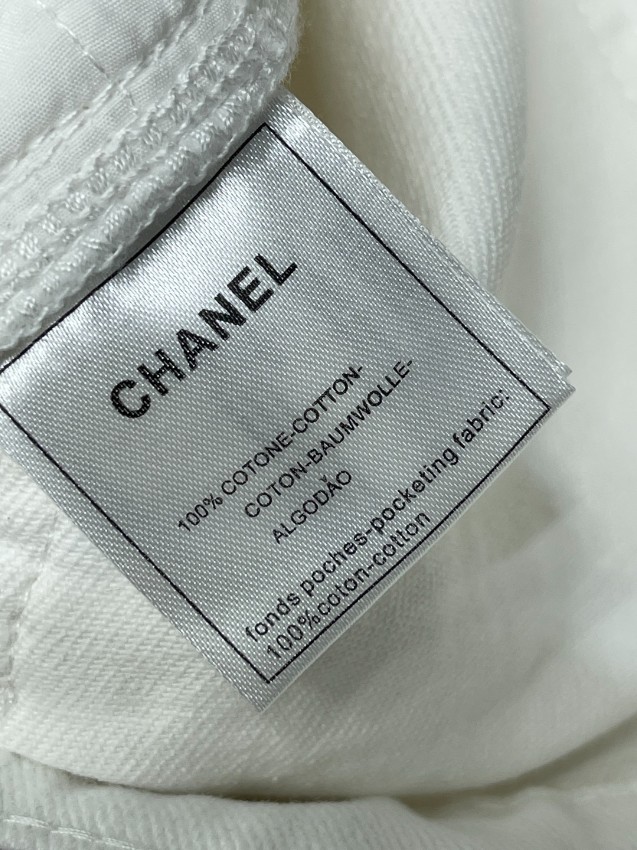 CHANEL
100% COTONE-COTTON-
COTON-BAUMWOLLE-
ALGODÃO
fonds poches-pocketing fabric:
100%coton-cotton